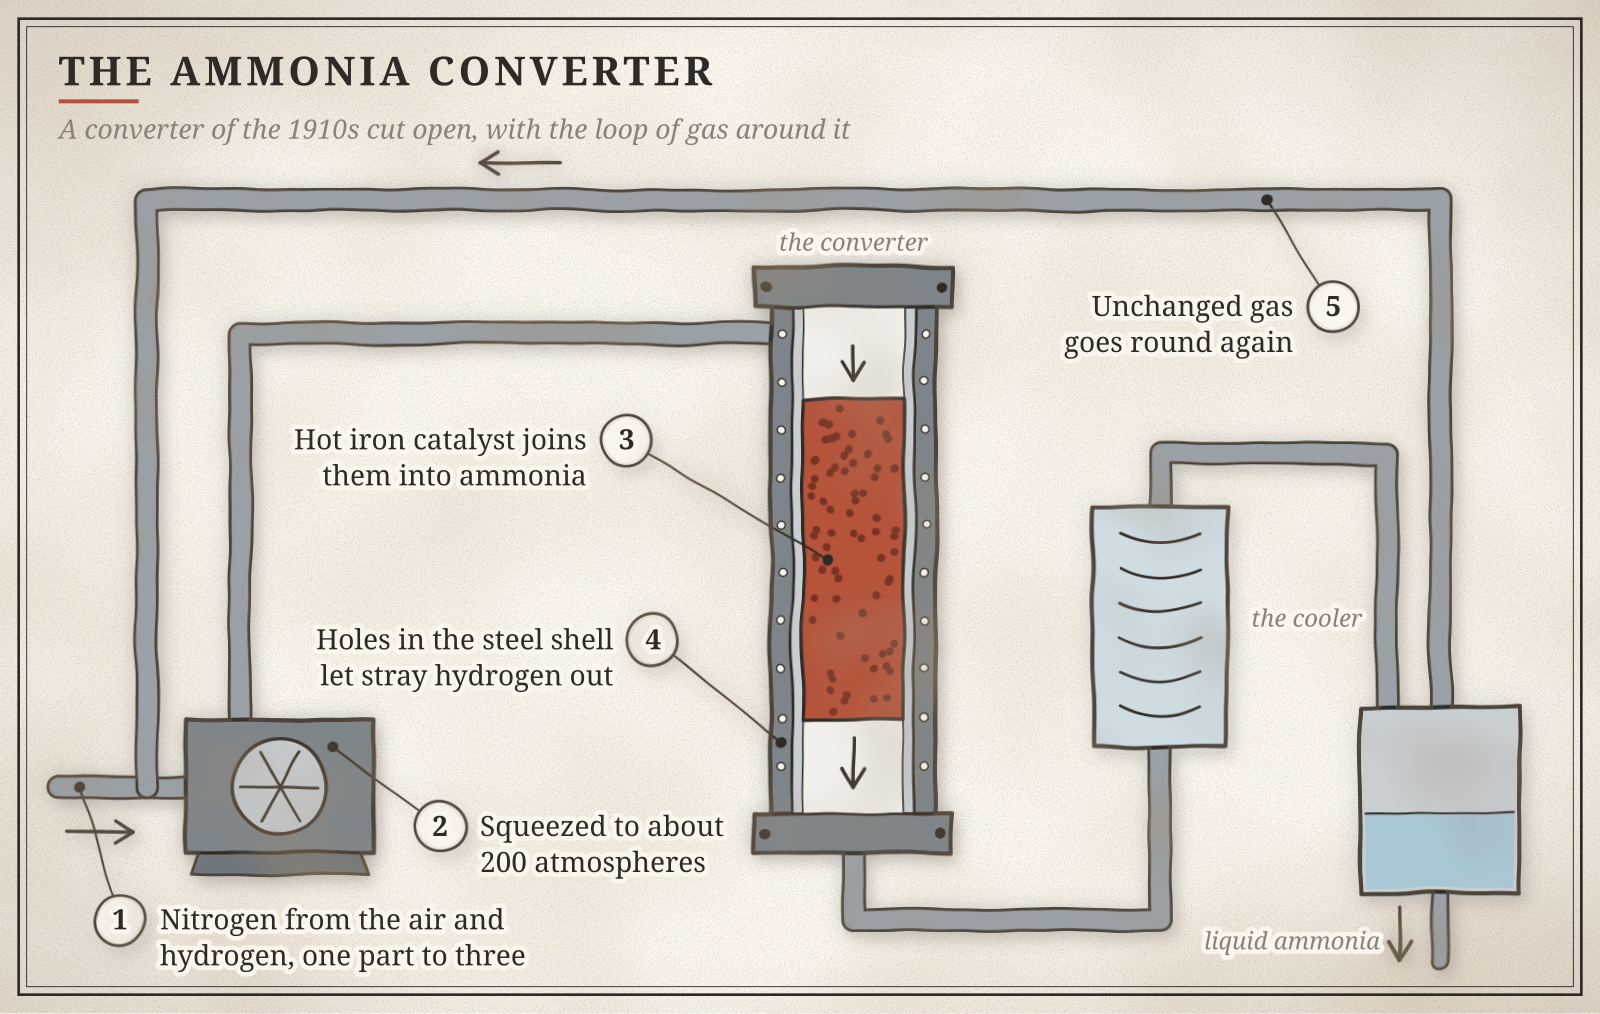 THE AMMONIA CONVERTER
A converter of the 1910s cut open, with the loop of gas around it
the converter
Unchanged gas
goes round again
5
Hot iron catalyst joins
them into ammonia
3
the cooler
Holes in the steel shell
let stray hydrogen out
4
2
Squeezed to about
200 atmospheres
1
Nitrogen from the air and
hydrogen, one part to three
liquid ammonia